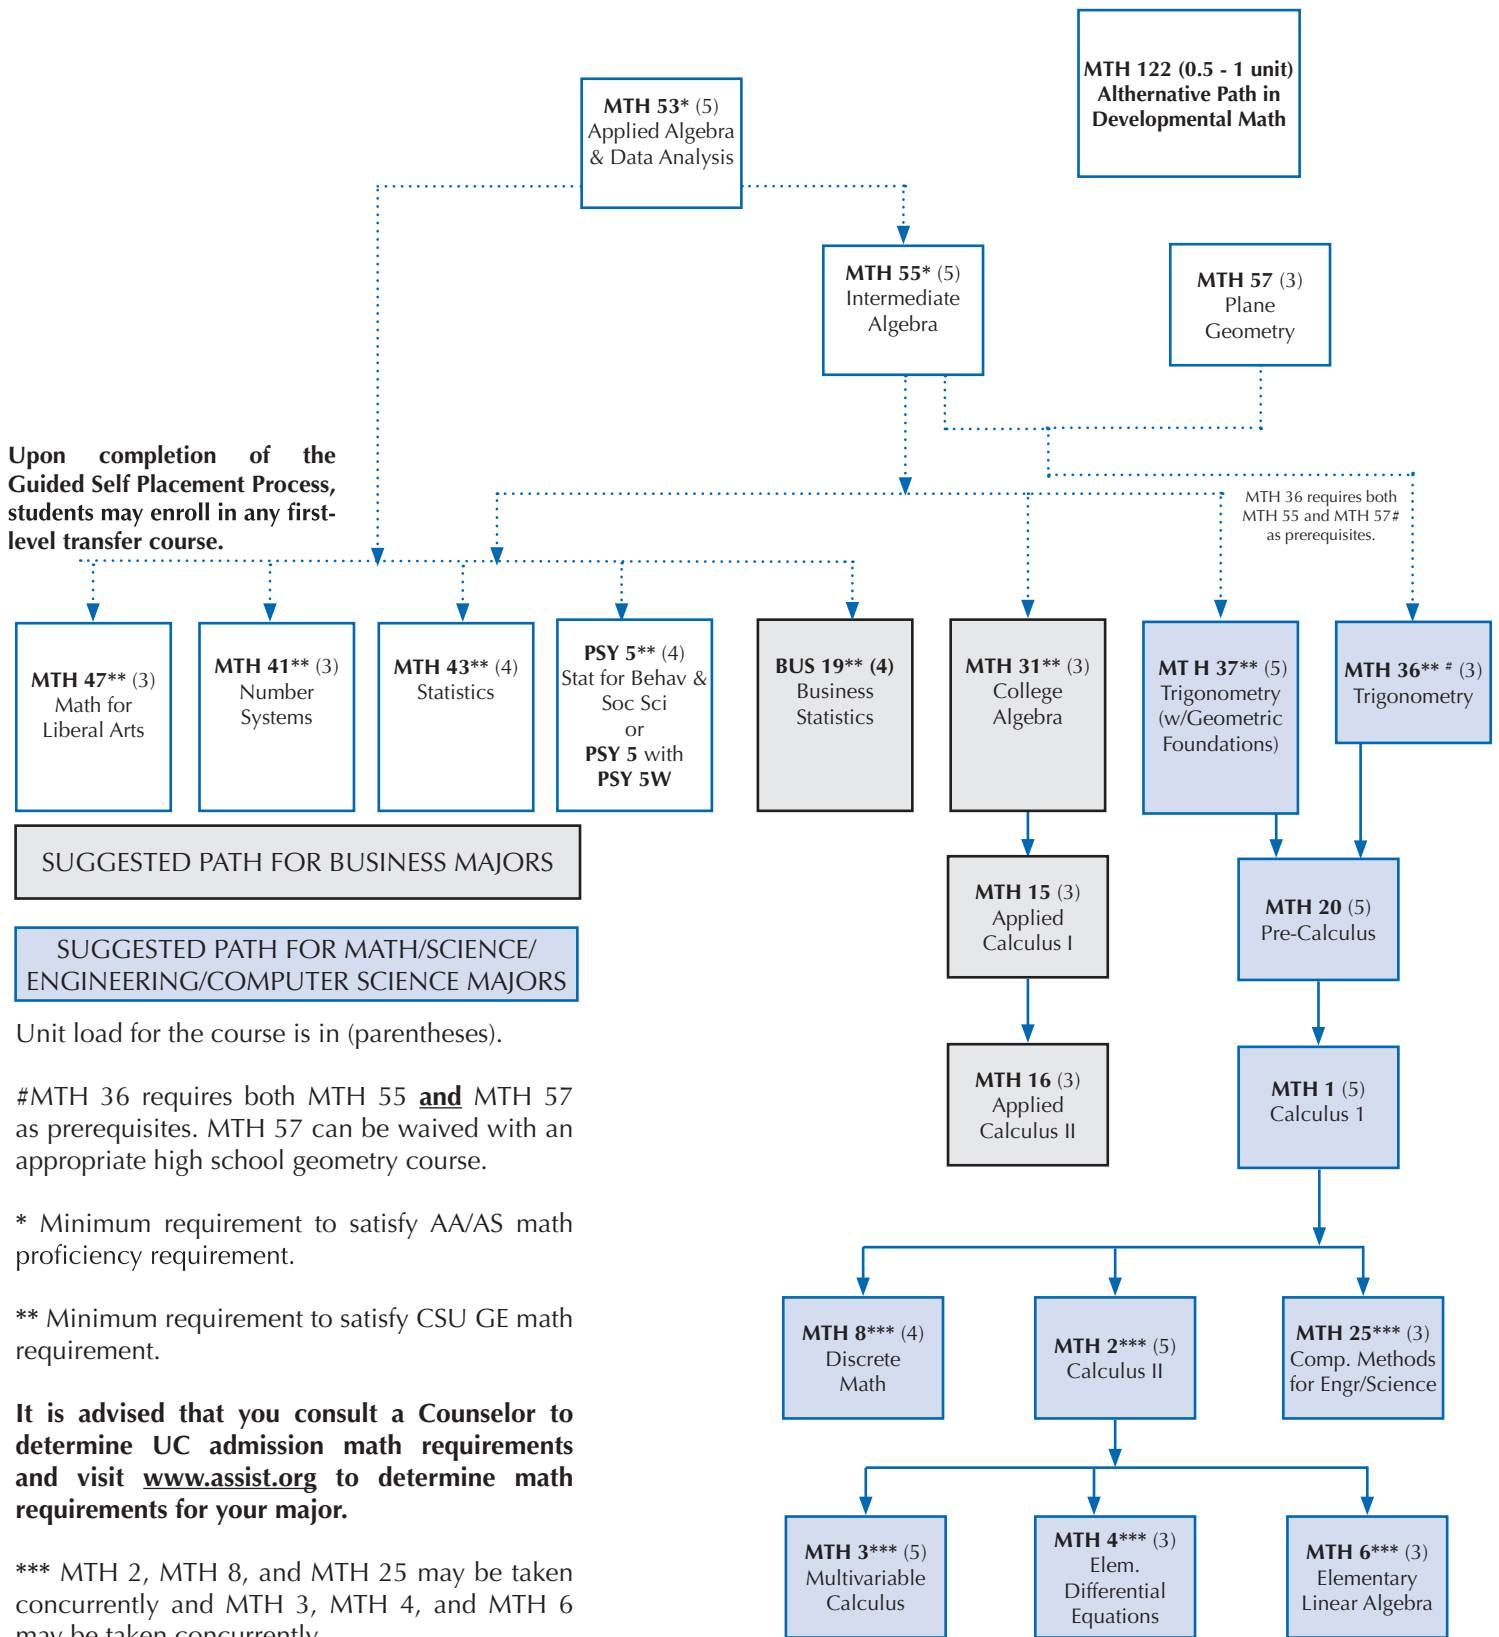 MTH 122 (0.5 - 1 unit)
Althernative Path in
Developmental Math
MTH 53* (5)
Applied Algebra
& Data Analysis
MTH 55* (5)
Intermediate
Algebra
MTH 57 (3)
Plane
Geometry
Upon completion of the
Guided Self Placement Process,
students may enroll in any first-
level transfer course.
MTH 36 requires both
MTH 55 and MTH 57#
as prerequisites.
MTH 47** (3)
Math for
Liberal Arts
MTH 41** (3)
Number
Systems
MTH 43** (4)
Statistics
PSY 5** (4)
Stat for Behav &
Soc Sci
or
PSY 5 with
PSY 5W
BUS 19** (4)
Business
Statistics
MTH 31** (3)
College
Algebra
MT H 37** (5)
Trigonometry
(w/Geometric
Foundations)
MTH 36** # (3)
Trigonometry
SUGGESTED PATH FOR BUSINESS MAJORS
SUGGESTED PATH FOR MATH/SCIENCE/
ENGINEERING/COMPUTER SCIENCE MAJORS
MTH 15 (3)
Applied
Calculus I
MTH 20 (5)
Pre-Calculus
MTH 16 (3)
Applied
Calculus II
MTH 1 (5)
Calculus 1
Unit load for the course is in (parentheses).
#MTH 36 requires both MTH 55 and MTH 57
as prerequisites. MTH 57 can be waived with an
appropriate high school geometry course.
* Minimum requirement to satisfy AA/AS math
proficiency requirement.
** Minimum requirement to satisfy CSU GE math
requirement.
It is advised that you consult a Counselor to
determine UC admission math requirements
and visit www.assist.org to determine math
requirements for your major.
*** MTH 2, MTH 8, and MTH 25 may be taken
concurrently and MTH 3, MTH 4, and MTH 6
may be taken concurrently
MTH 8*** (4)
Discrete
Math
MTH 2*** (5)
Calculus II
MTH 25*** (3)
Comp. Methods
for Engr/Science
MTH 3*** (5)
Multivariable
Calculus
MTH 4*** (3)
Elem.
Differential
Equations
MTH 6*** (3)
Elementary
Linear Algebra